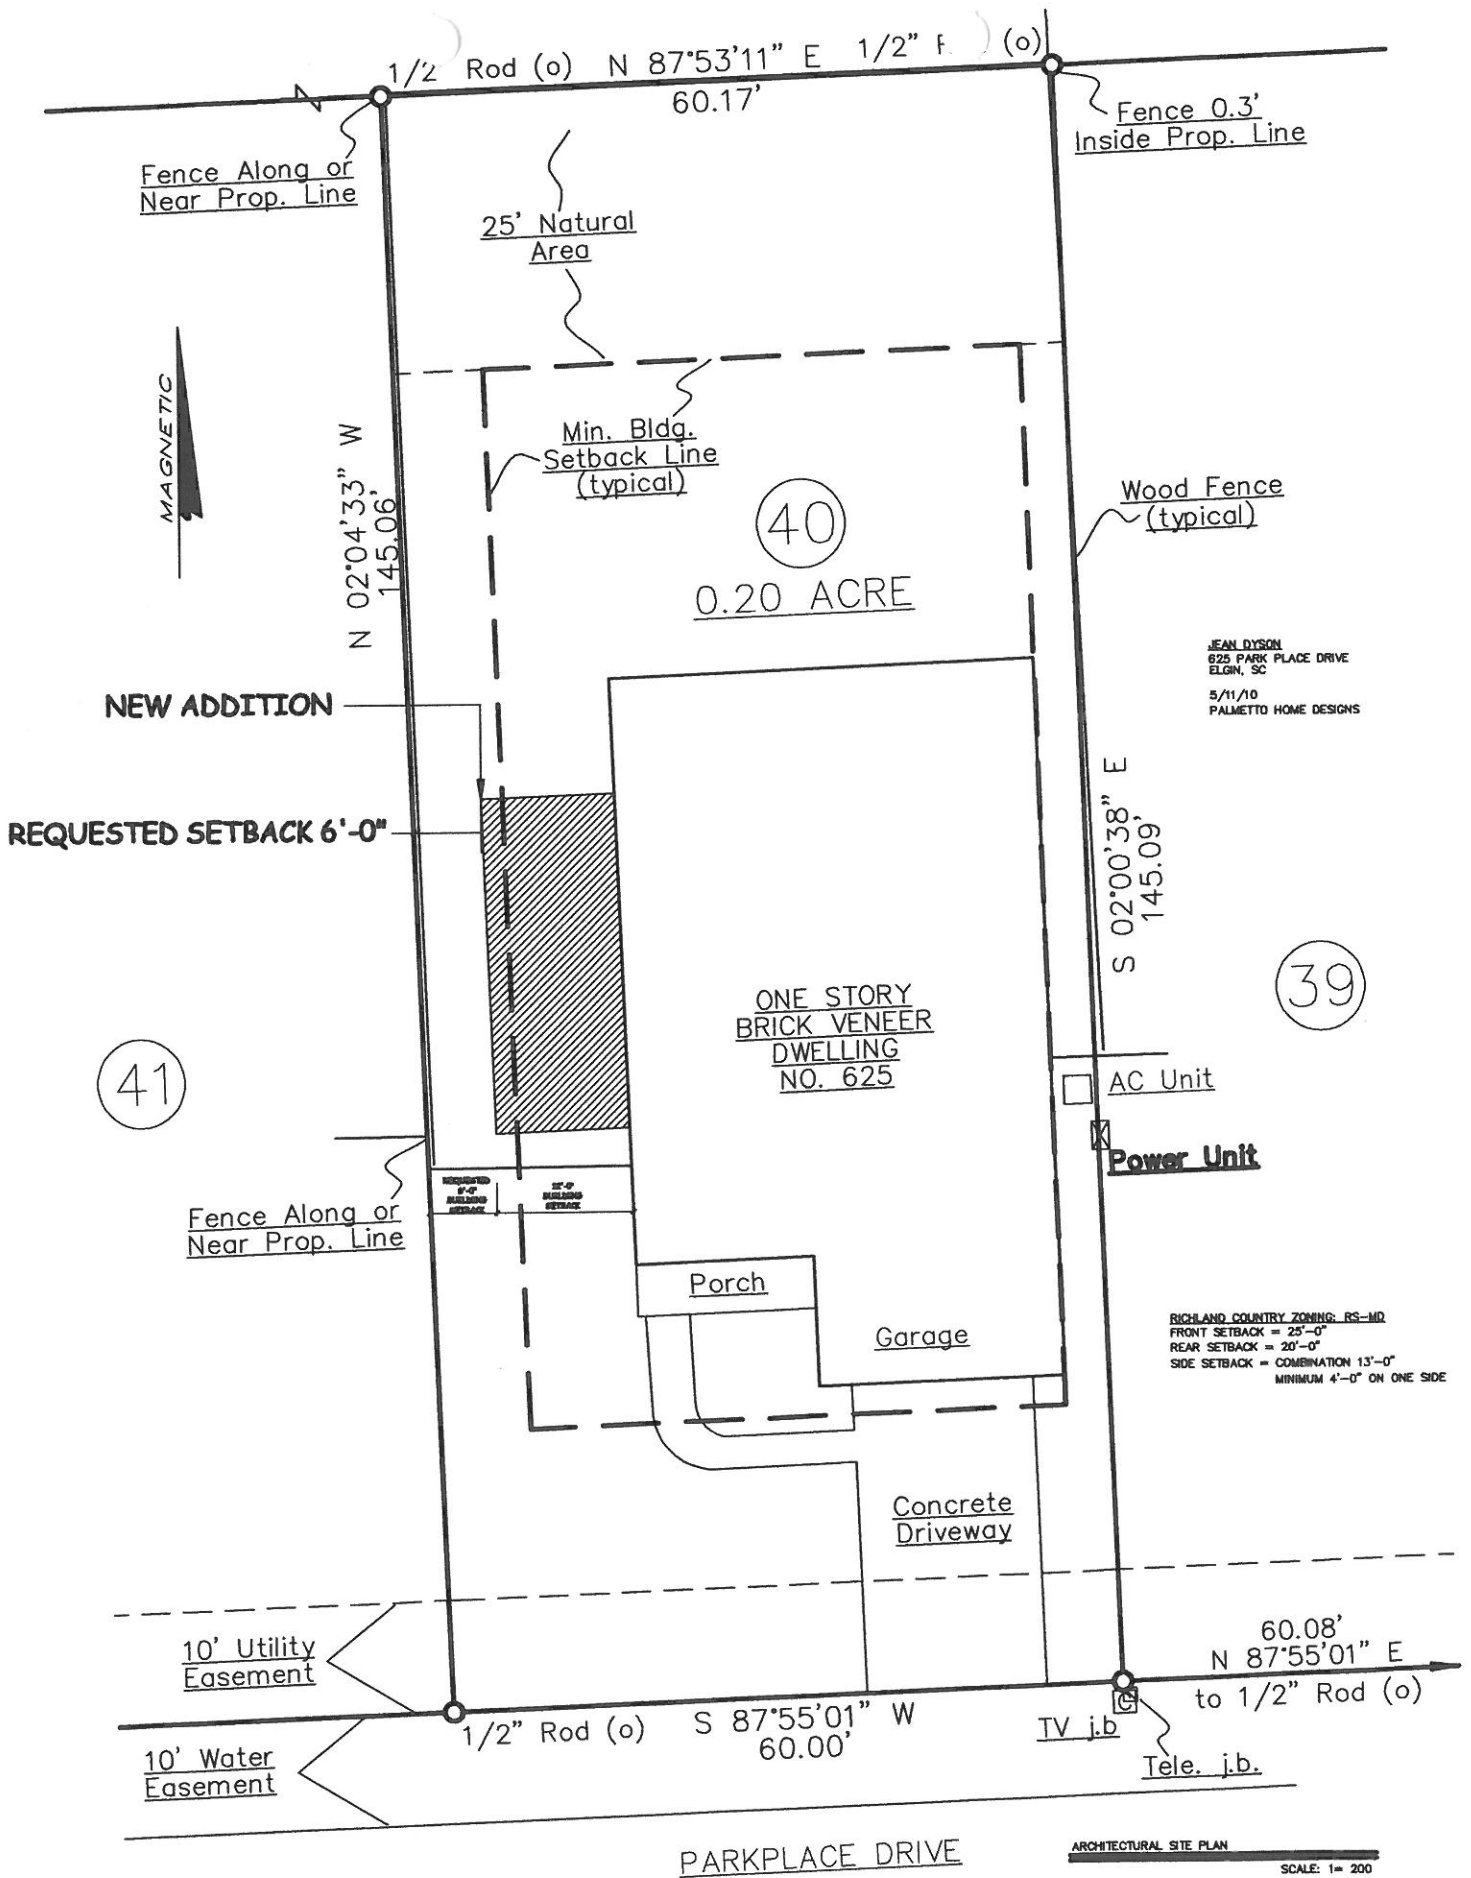 1/2" Rod (o) N 87°53'11" E 1/2" (o)
60.17'
Fence 0.3'
Inside Prop. Line
Fence Along or
Near Prop. Line
25' Natural
Area
MAGNETIC
N 02°04'33" W
145.06'
Min. Bldg.
Setback Line
(typical)
Wood Fence
(typical)
40
0.20 ACRE
JEAN DYSON
625 PARK PLACE DRIVE
ELGIN, SC
5/11/10
PALMETTO HOME DESIGNS
NEW ADDITION
REQUESTED SETBACK 6'-0"
S 02°00'38" E
145.09'
39
ONE STORY
BRICK VENEER
DWELLING
NO. 625
41
AC Unit
Power Unit
REQUESTED
6'-0"
BUILDING
SETBACK
BUILDING
SETBACK
Fence Along or
Near Prop. Line
Porch
Garage
RICHLAND COUNTRY ZONING: RS-MD
FRONT SETBACK = 25'-0"
REAR SETBACK = 20'-0"
SIDE SETBACK = COMBINATION 13'-0"
MINIMUM 4'-0" ON ONE SIDE
Concrete
Driveway
10' Utility
Easement
60.08'
N 87°55'01" E
to 1/2" Rod (o)
1/2" Rod (o) S 87°55'01" W
60.00'
C
TV j.b
Tele. j.b.
10' Water
Easement
PARKPLACE DRIVE
ARCHITECTURAL SITE PLAN
SCALE: 1= 200